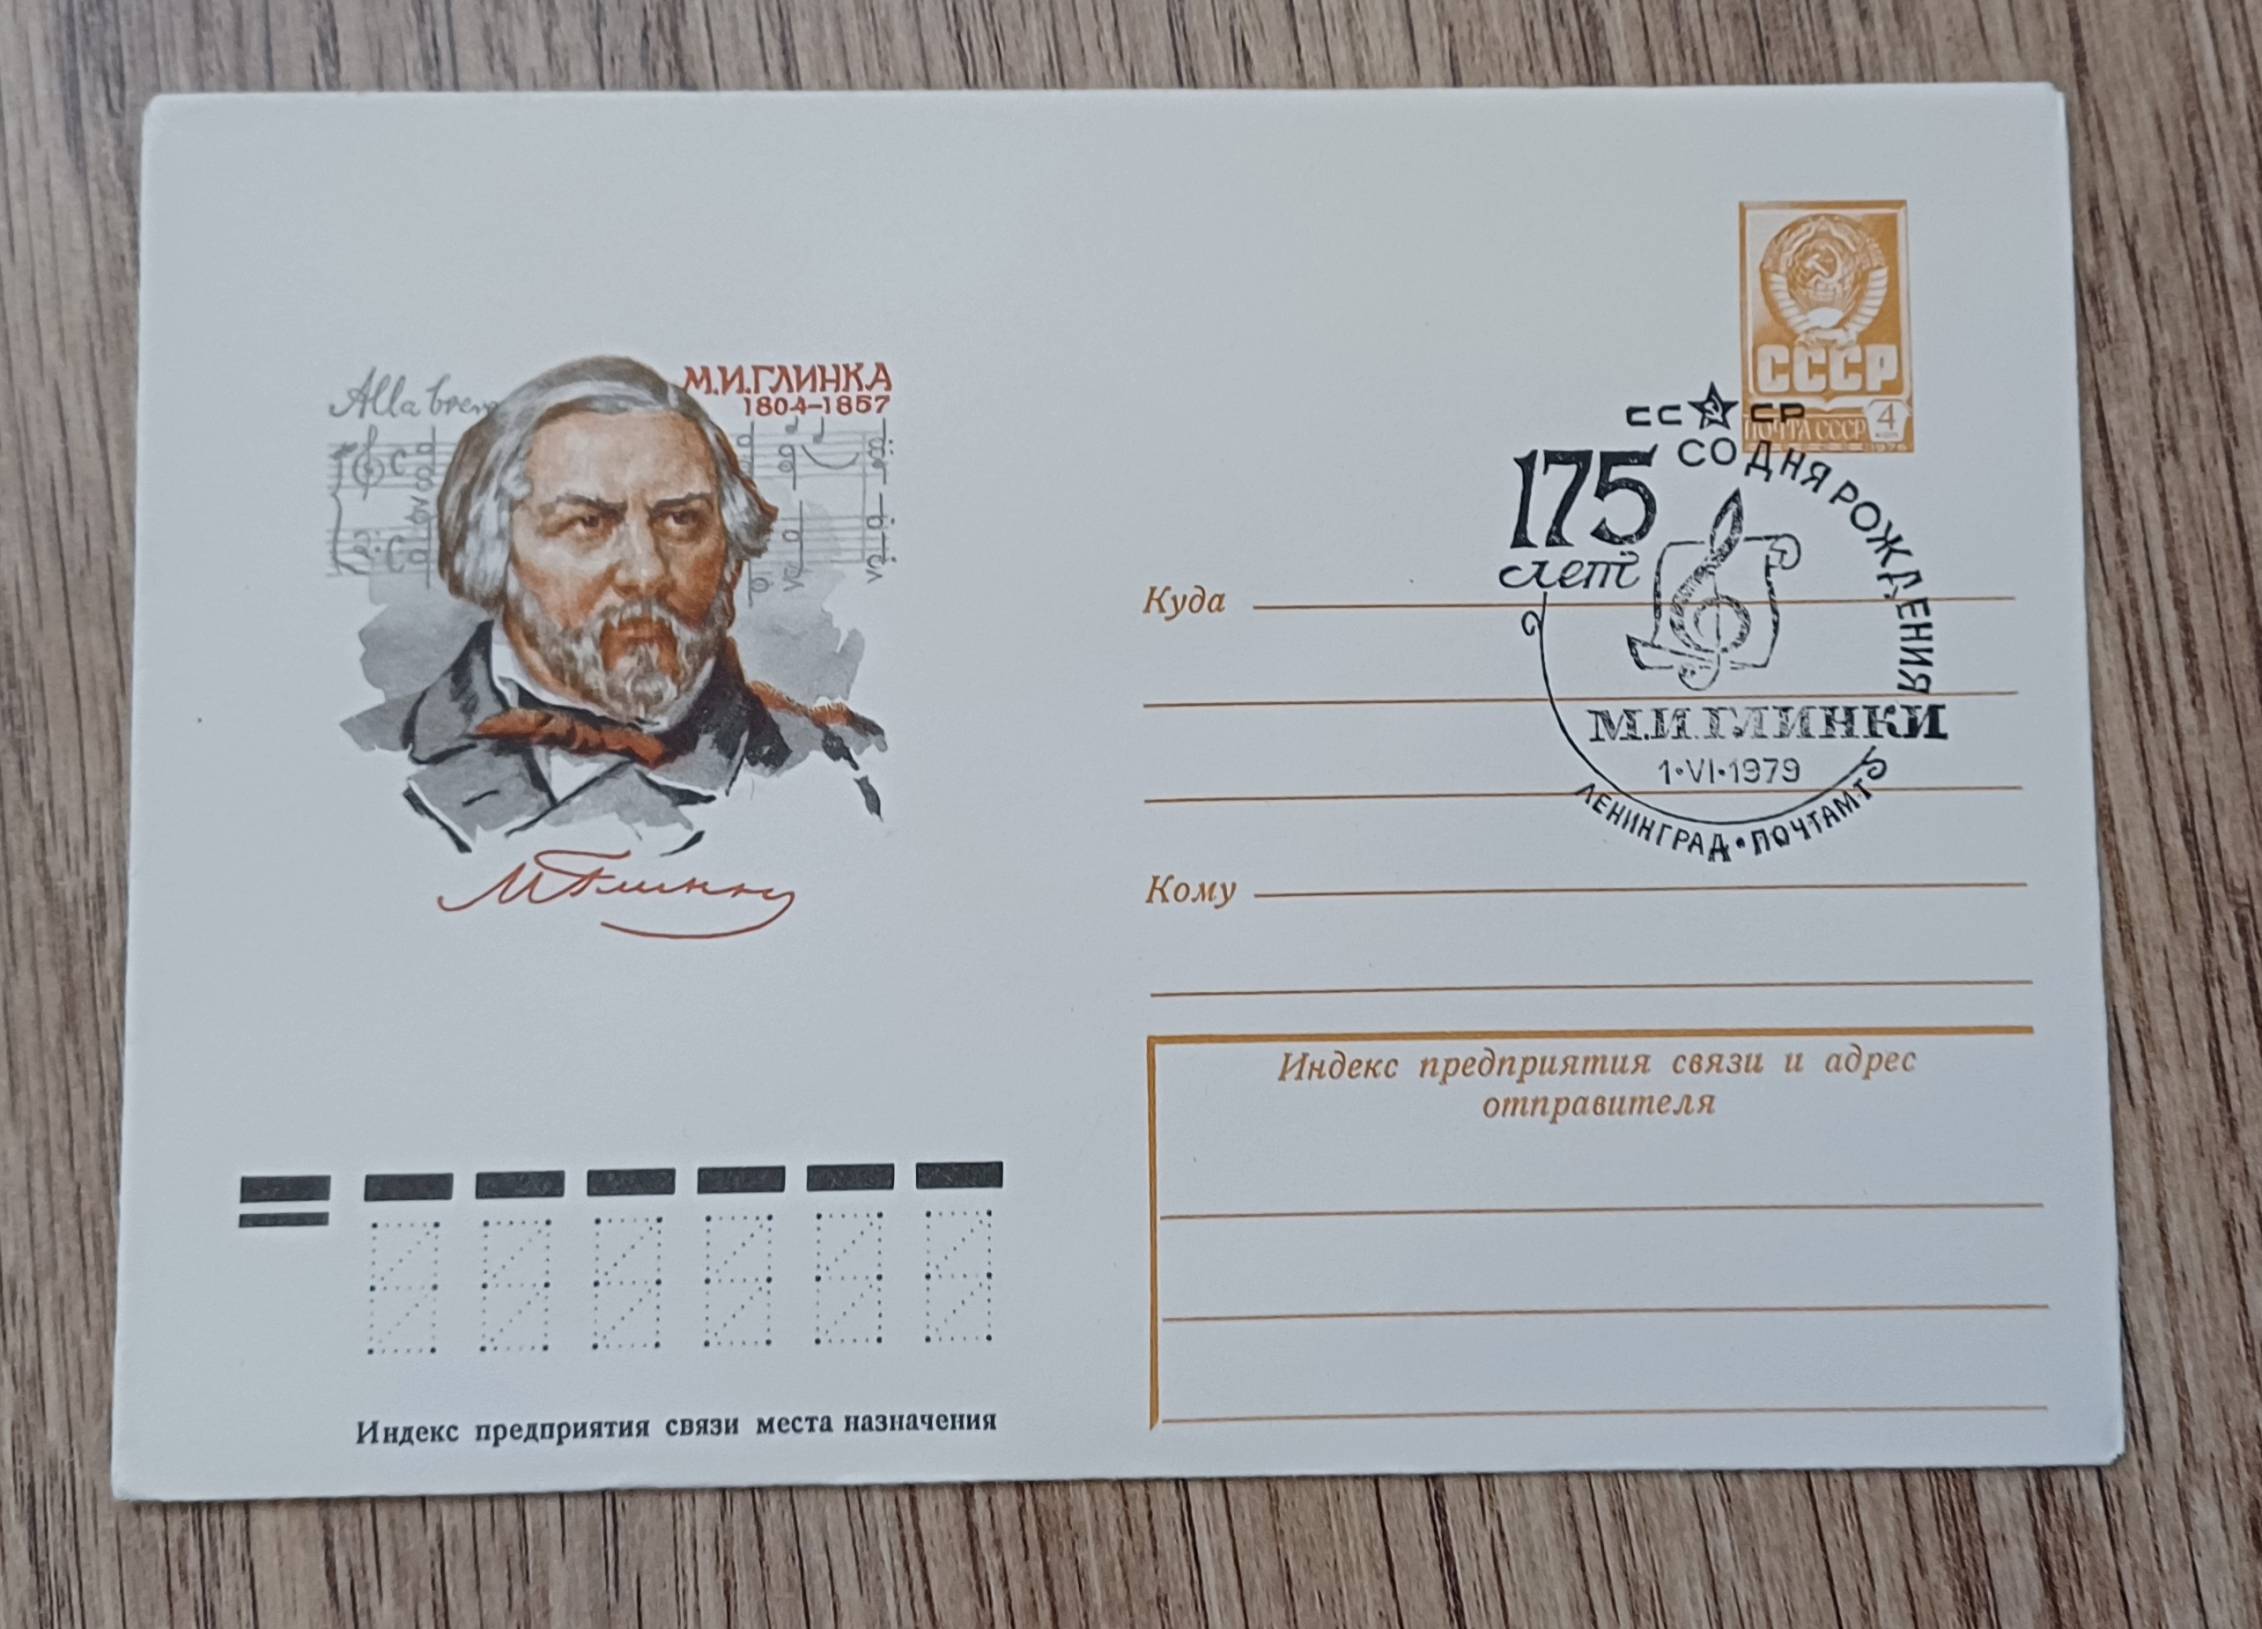 Alla breve
М.И.ГЛИНКА
1804-1857
МГлинка
СССР
4
ПОЧТА СССР
СССР
175
лет
СО ДНЯ РОЖДЕНИЯ
М.И.ГЛИНКИ
1·VI·1979
ЛЕНИНГРАД·ПОЧТАМТ
Куда
Кому
Индекс предприятия связи и адрес
отправителя
Индекс предприятия связи места назначения